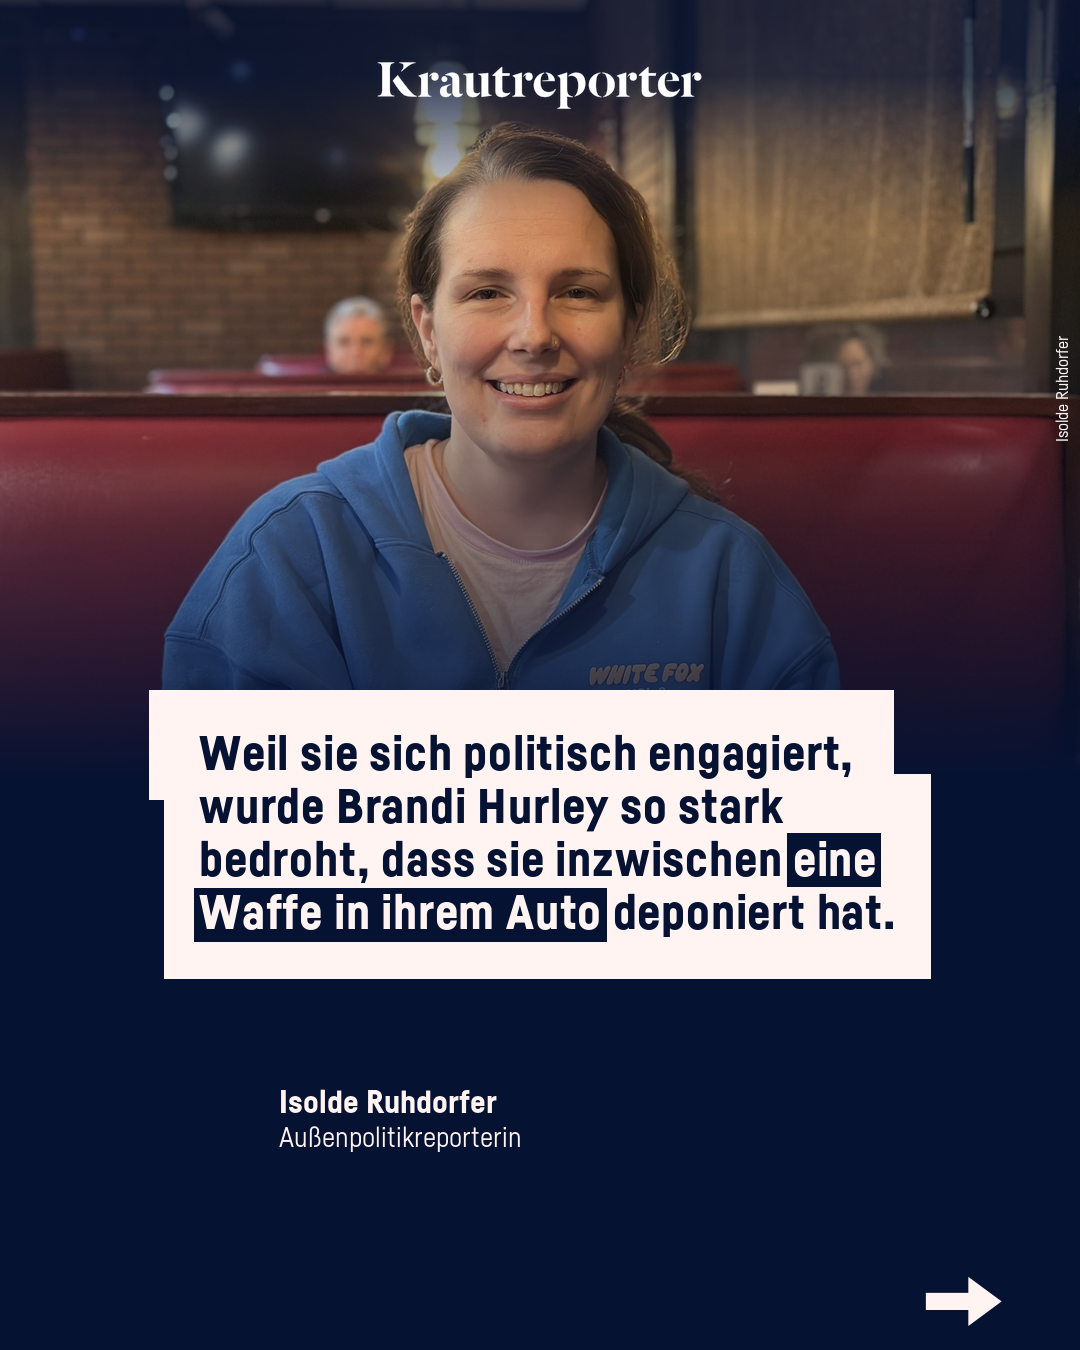 Krautreporter
Isolde Ruhdorfer
WHITE FOX
Weil sie sich politisch engagiert,
wurde Brandi Hurley so stark
bedroht, dass sie inzwischen eine
Waffe in ihrem Auto deponiert hat.
Isolde Ruhdorfer
Außenpolitikreporterin